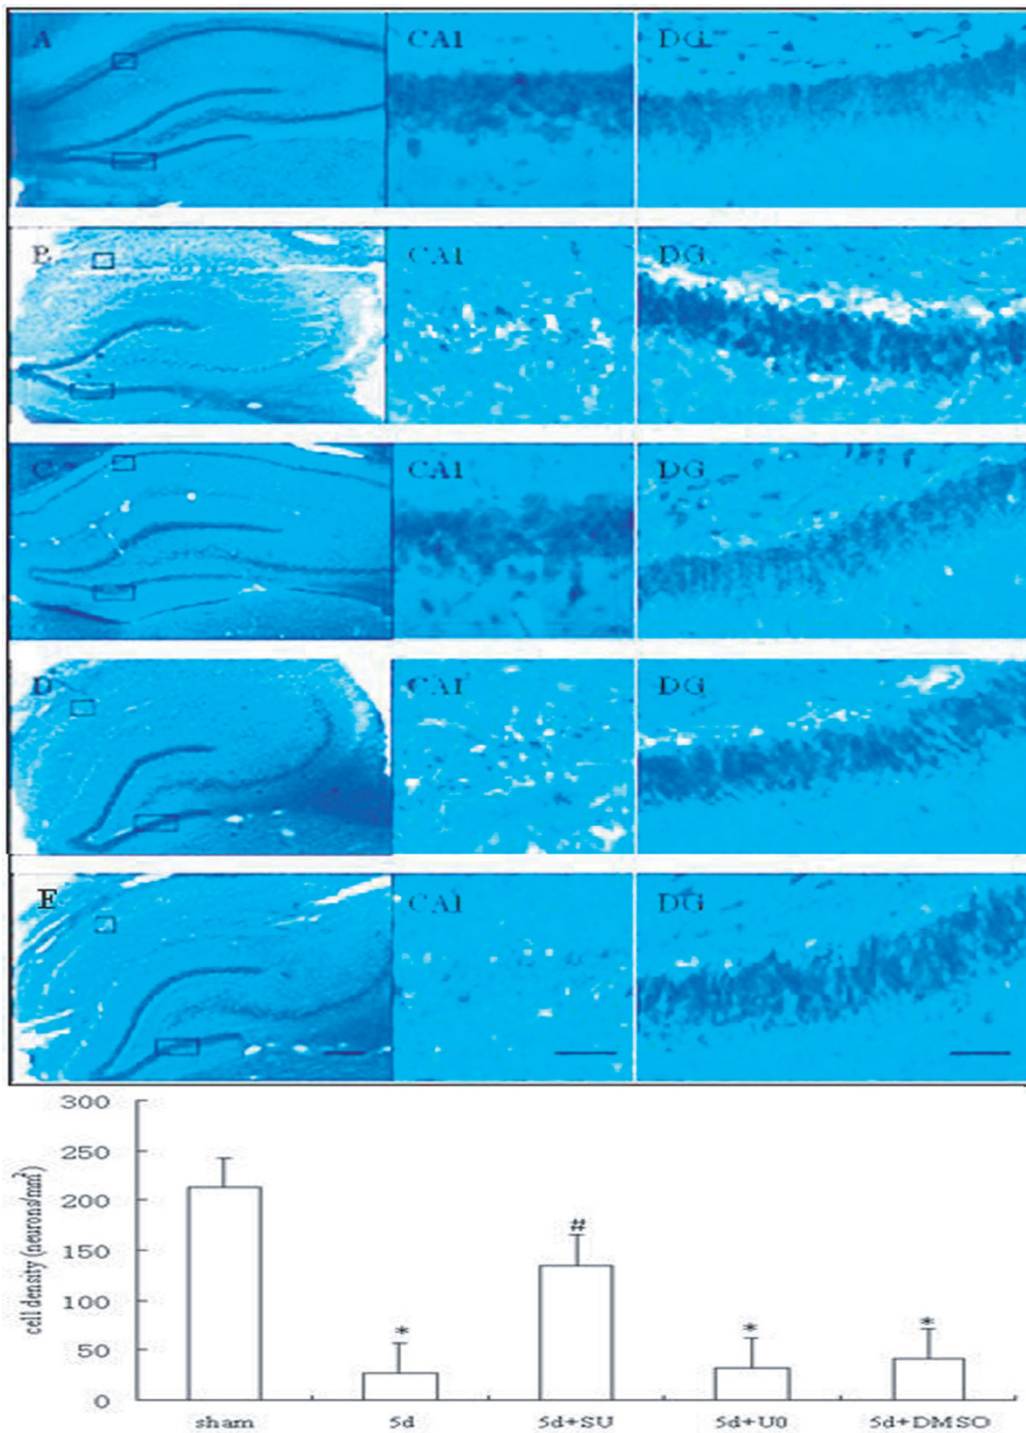 A CA1 DG
B CA1 DG
C CA1 DG
D CA1 DG
E CA1 DG
300
250
200
150
100
50
0
cell density (neurons/mm²)
* # * *
sham 5d 5d+SU 5d+U0 5d+DMSO